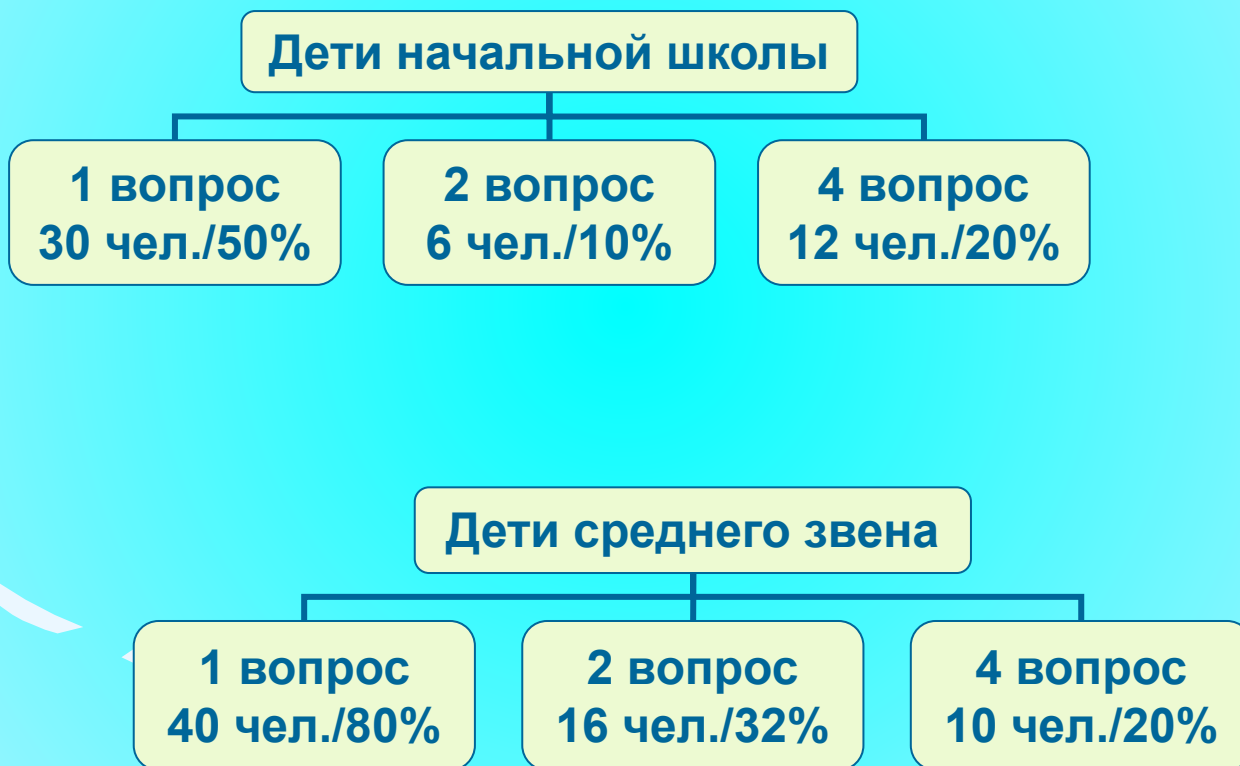 Дети начальной школы
1 вопрос
30 чел./50%
2 вопрос
6 чел./10%
4 вопрос
12 чел./20%
Дети среднего звена
1 вопрос
40 чел./80%
2 вопрос
16 чел./32%
4 вопрос
10 чел./20%